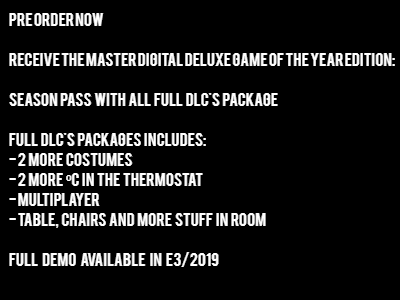 PRE ORDER NOW
RECEIVE THE MASTER DIGITAL DELUXE GAME OF THE YEAR EDITION:
SEASON PASS WITH ALL FULL DLC'S PACKAGE
FULL DLC'S PACKAGES INCLUDES:
- 2 MORE COSTUMES
- 2 MORE ºC IN THE THERMOSTAT
- MULTIPLAYER
- TABLE, CHAIRS AND MORE STUFF IN ROOM
FULL DEMO AVAILABLE IN E3/2019